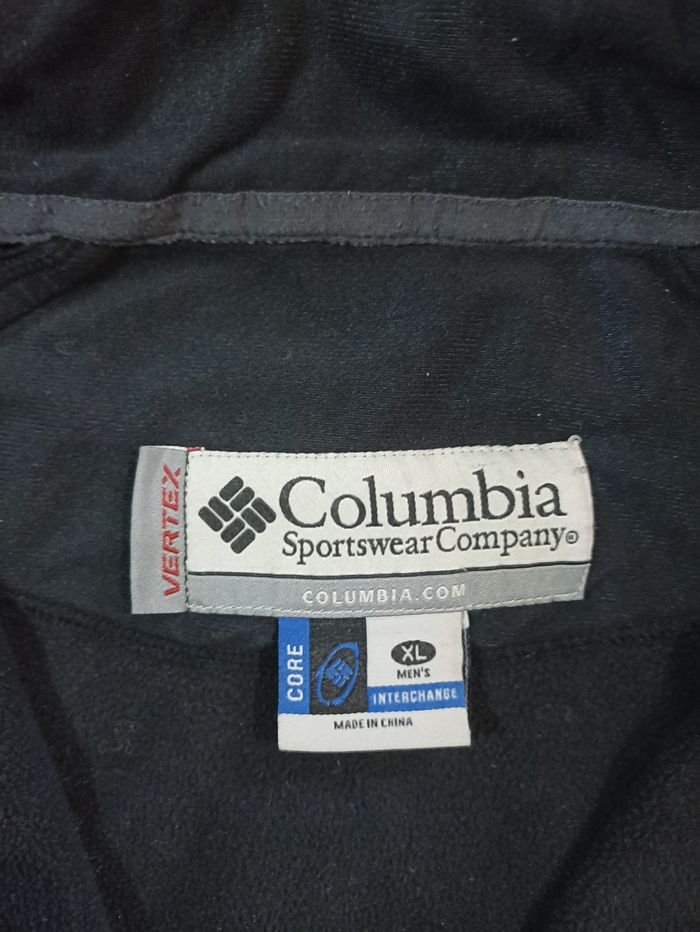 VERTEX
Columbia
Sportswear Company®
COLUMBIA.COM
CORE
XL
MEN'S
INTERCHANGE
MADE IN CHINA